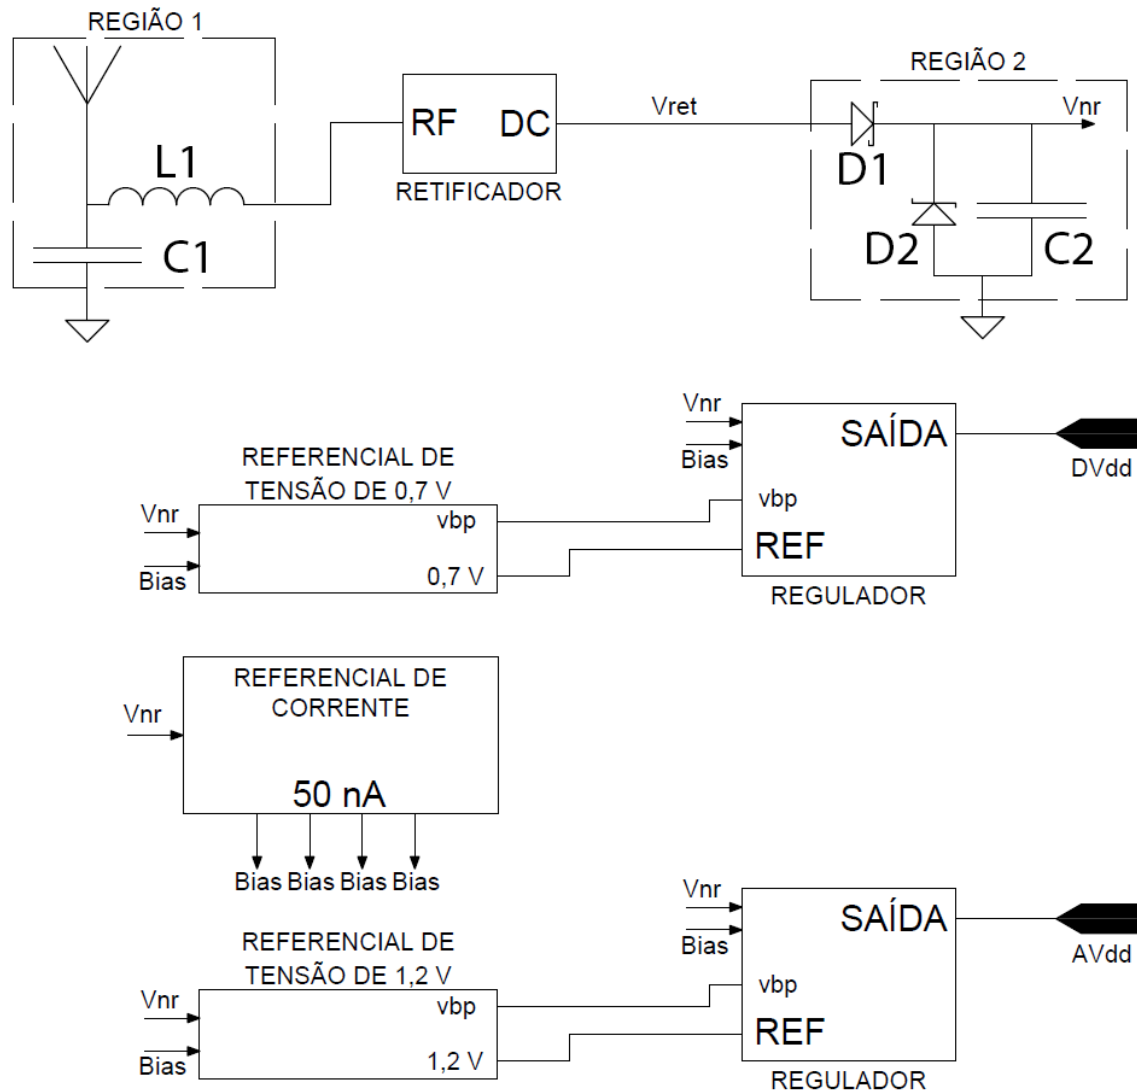 REGIÃO 1
L1
C1
RF DC
RETIFICADOR
Vret
REGIÃO 2
Vnr
D1
D2
C2
REFERENCIAL DE
TENSÃO DE 0,7 V
Vnr
Bias
vbp
0,7 V
Vnr
Bias
SAÍDA
vbp
REF
REGULADOR
DVdd
REFERENCIAL DE
CORRENTE
Vnr
50 nA
Bias Bias Bias Bias
REFERENCIAL DE
TENSÃO DE 1,2 V
Vnr
Bias
vbp
1,2 V
Vnr
Bias
SAÍDA
vbp
REF
REGULADOR
AVdd